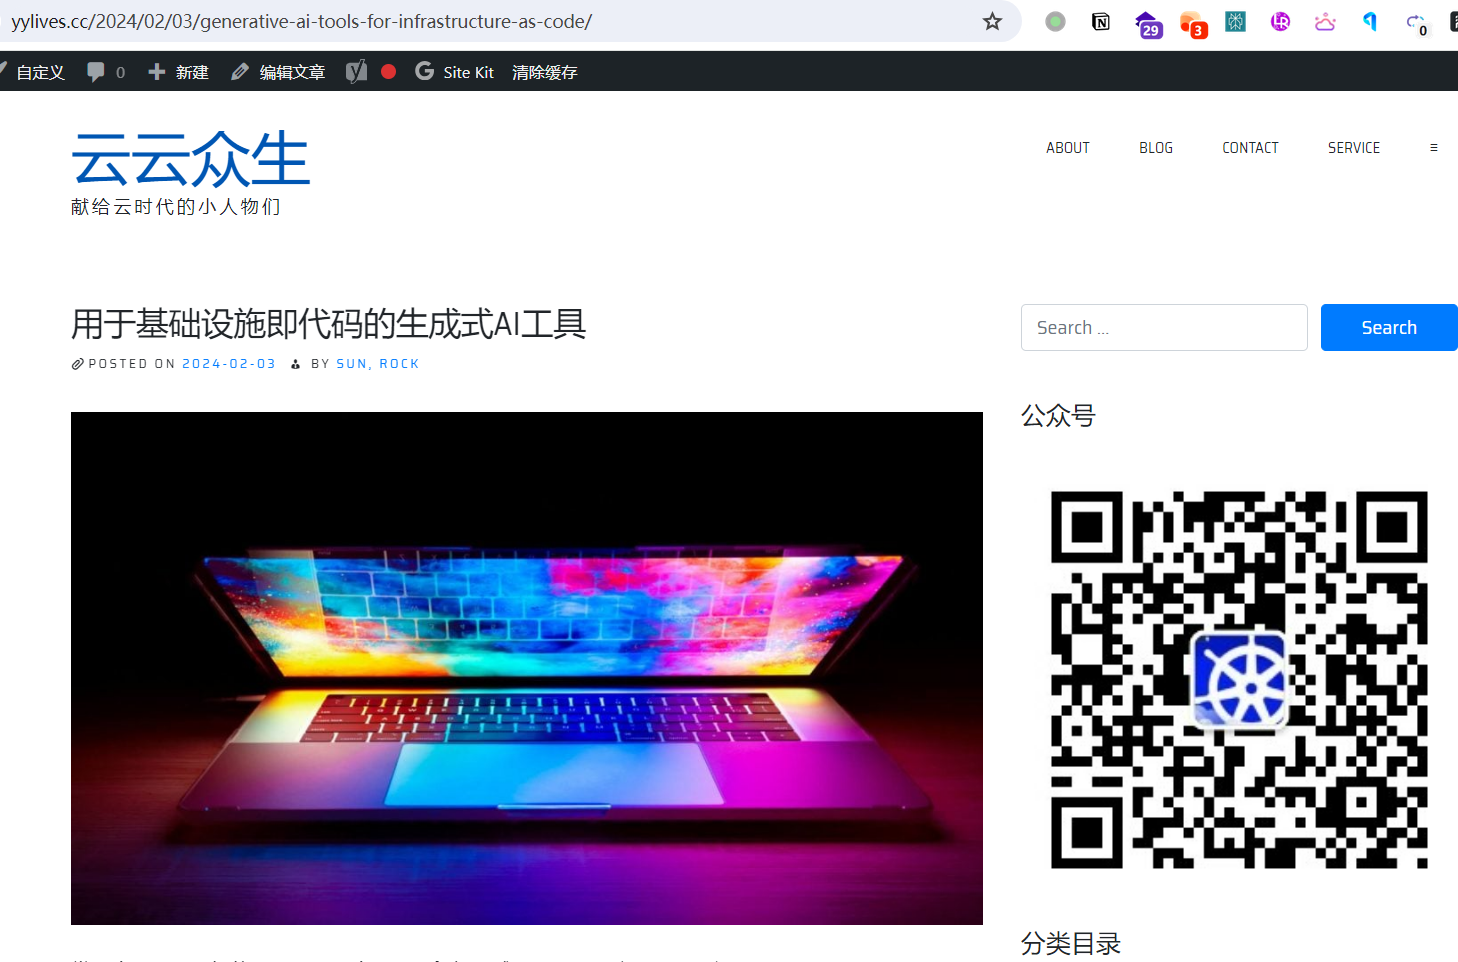 yylives.cc/2024/02/03/generative-ai-tools-for-infrastructure-as-code/
29
3
0
自定义 0 新建 编辑文章 Site Kit 清除缓存
云云众生
献给云时代的小人物们
ABOUT BLOG CONTACT SERVICE ≡
用于基础设施即代码的生成式AI工具
POSTED ON 2024-02-03 BY SUN, ROCK
Search ...
Search
公众号
分类目录